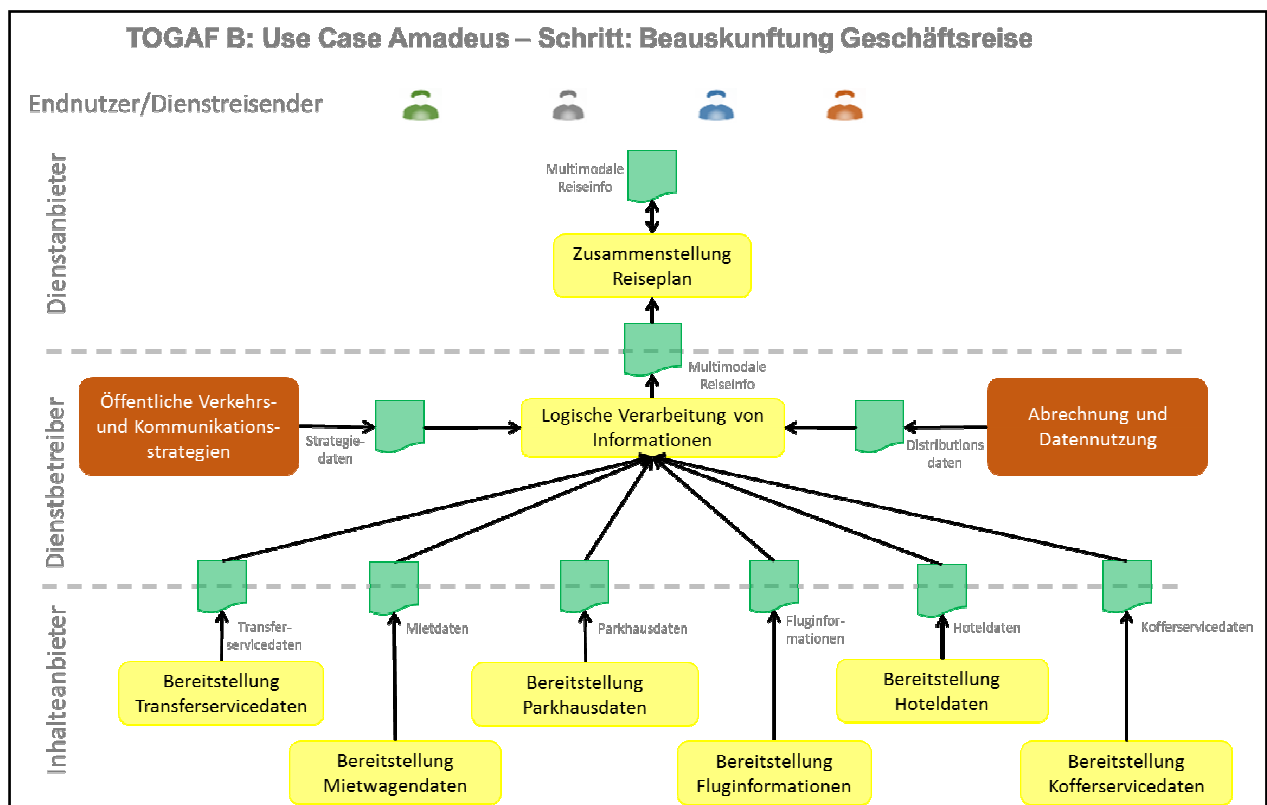 TOGAF B: Use Case Amadeus – Schritt: Beauskunftung Geschäftsreise
Endnutzer/Dienstreisender
Dienstanbieter
Multimodale
Reiseinfo
Zusammenstellung
Reiseplan
Multimodale
Reiseinfo
Dienstbetreiber
Öffentliche Verkehrs-
und Kommunikations-
strategien
Strategie-
daten
Logische Verarbeitung von
Informationen
Distributions
daten
Abrechnung und
Datennutzung
Inhalteanbieter
Transfer-
servicedaten
Mietdaten
Parkhausdaten
Fluginfor-
mationen
Hoteldaten
Kofferservicedaten
Bereitstellung
Transferservicedaten
Bereitstellung
Parkhausdaten
Bereitstellung
Hoteldaten
Bereitstellung
Mietwagendaten
Bereitstellung
Fluginformationen
Bereitstellung
Kofferservicedaten